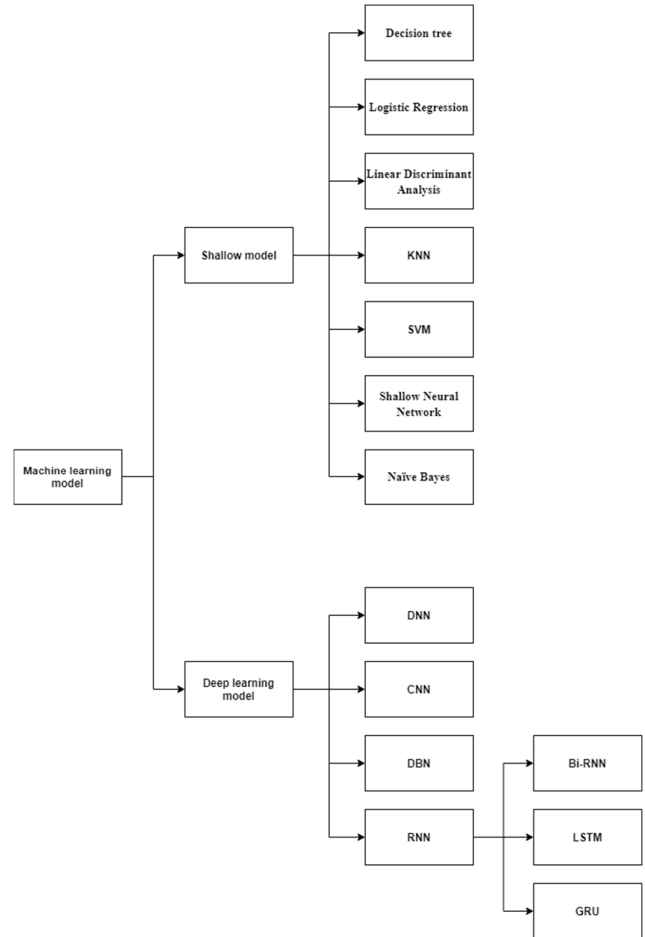 Decision tree
Logistic Regression
Linear Discriminant
Analysis
Shallow model
KNN
SVM
Shallow Neural
Network
Machine learning
model
Naïve Bayes
DNN
Deep learning
model
CNN
DBN
Bi-RNN
RNN
LSTM
GRU